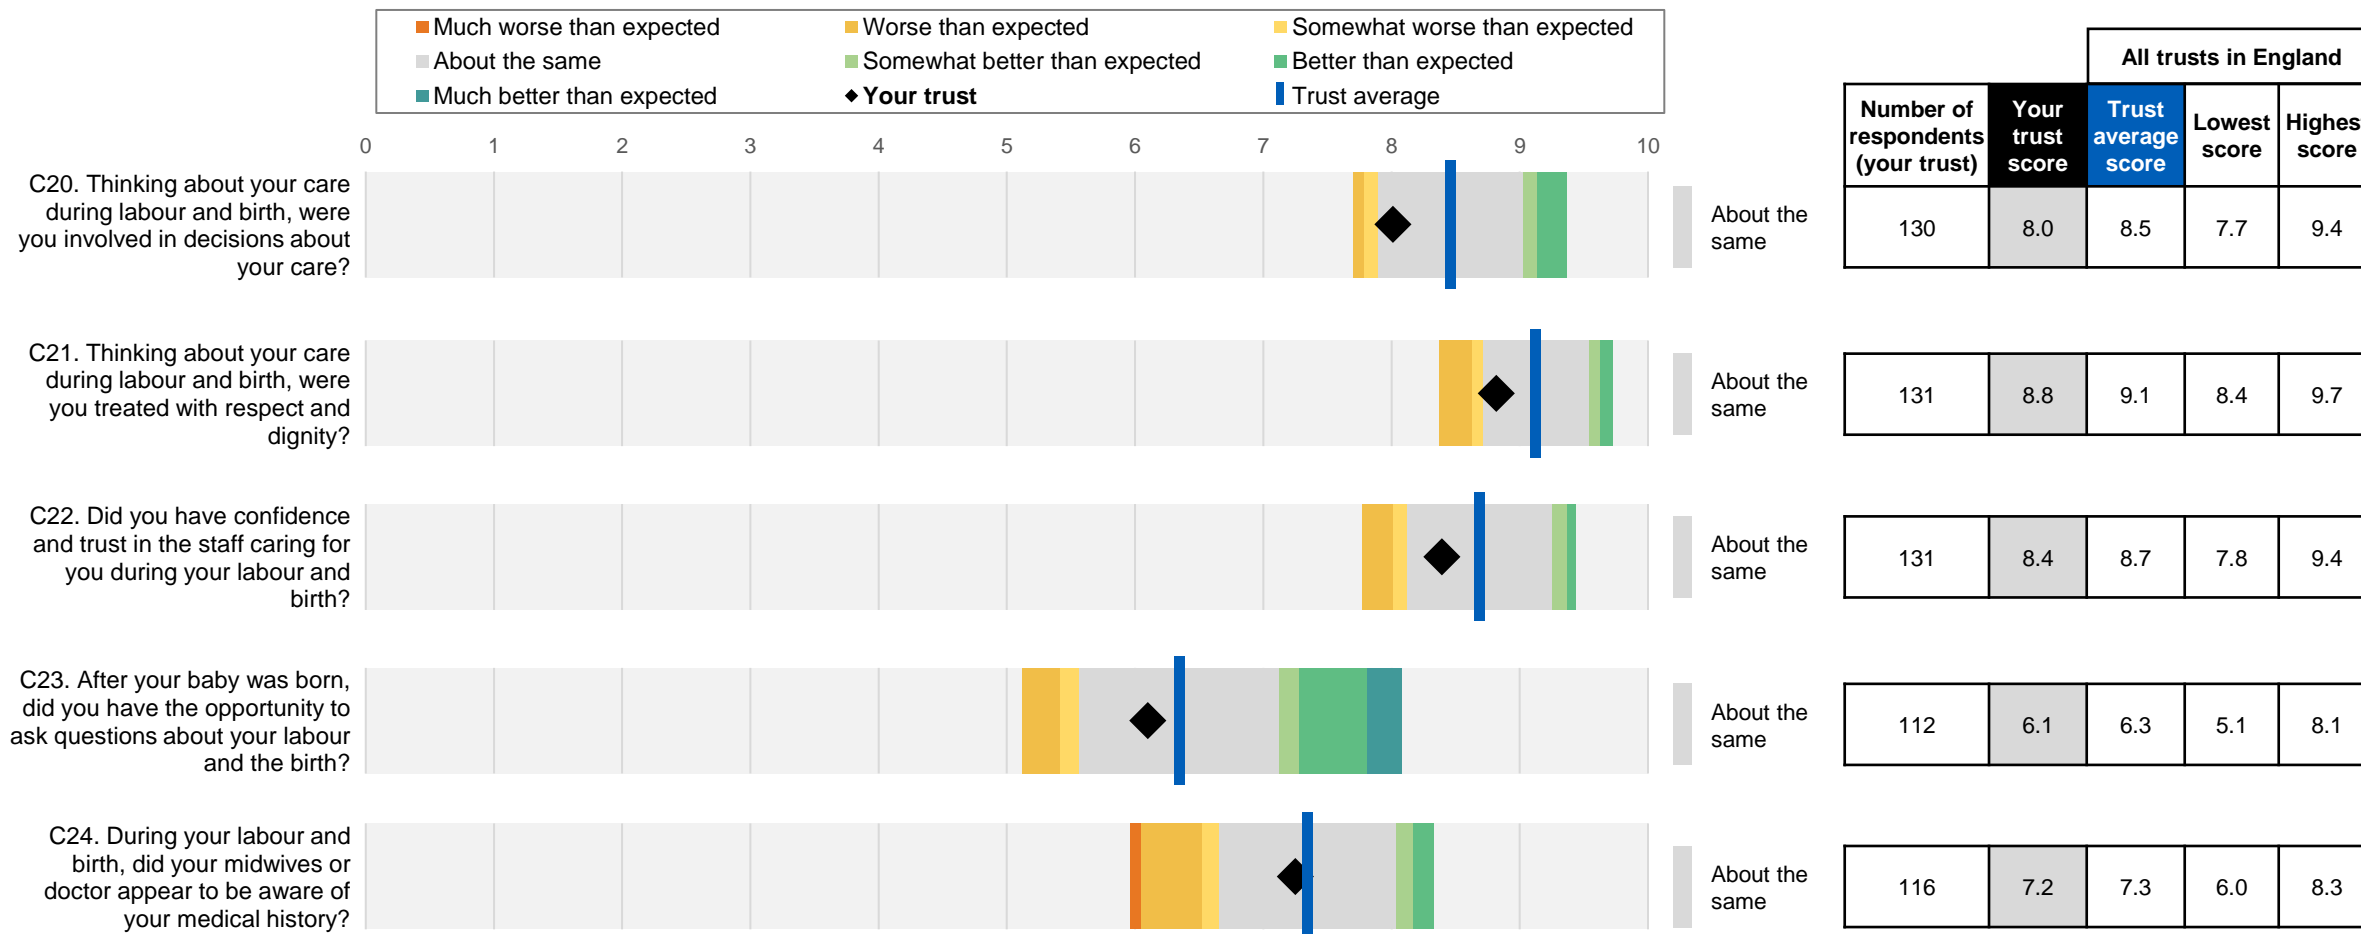 Much worse than expected
Worse than expected
Somewhat worse than expected
About the same
Somewhat better than expected
Better than expected
Much better than expected
Your trust
Trust average
All trusts in England
Number of
respondents
(your trust)
Your
trust
score
Trust
average
score
Lowest
score
Highes
score
0 1 2 3 4 5 6 7 8 9 10
C20. Thinking about your care
during labour and birth, were
you involved in decisions about
your care?
About the
same
130 8.0 8.5 7.7 9.4
C21. Thinking about your care
during labour and birth, were
you treated with respect and
dignity?
About the
same
131 8.8 9.1 8.4 9.7
C22. Did you have confidence
and trust in the staff caring for
you during your labour and
birth?
About the
same
131 8.4 8.7 7.8 9.4
C23. After your baby was born,
did you have the opportunity to
ask questions about your labour
and the birth?
About the
same
112 6.1 6.3 5.1 8.1
C24. During your labour and
birth, did your midwives or
doctor appear to be aware of
your medical history?
About the
same
116 7.2 7.3 6.0 8.3